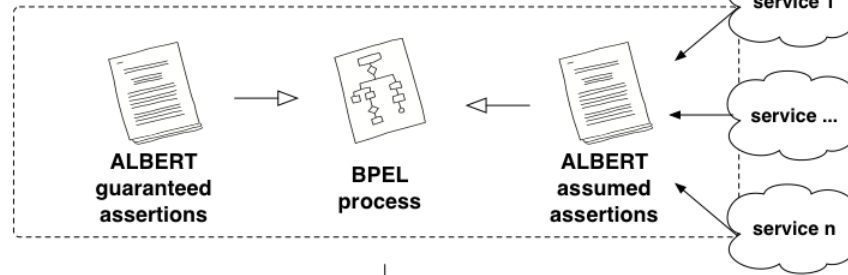 service 1
service ...
ALBERT
guaranteed
assertions
BPEL
process
ALBERT
assumed
assertions
service n